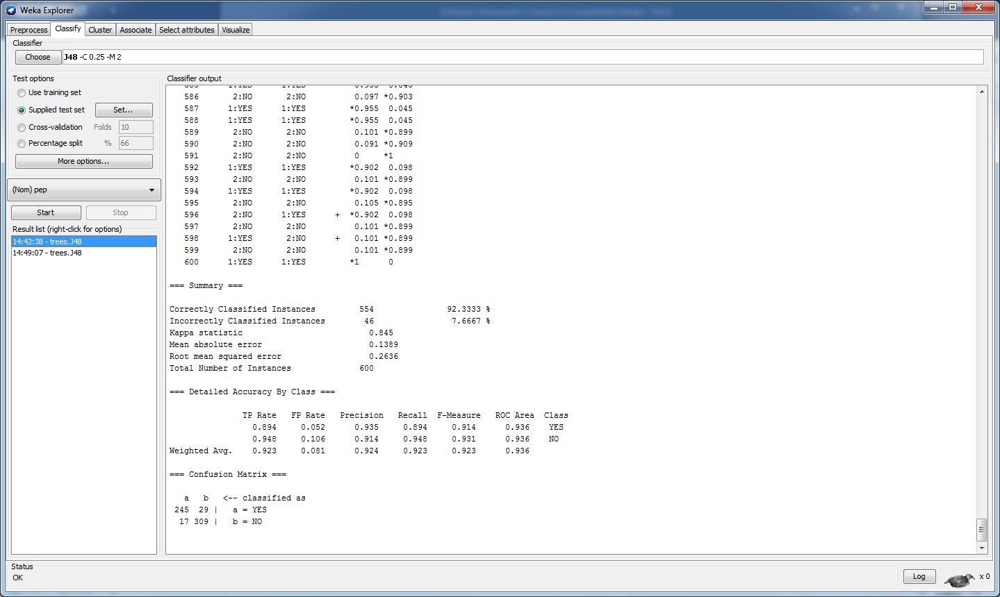 Weka Explorer
Preprocess Classify Cluster Associate Select attributes Visualize
Classifier
Choose J48 -C 0.25 -M 2
Test options
Use training set
Supplied test set Set...
Cross-validation Folds 10
Percentage split % 66
More options...
(Nom) pep
Start Stop
Result list (right-click for options)
14:42:38 - trees.J48
14:49:07 - trees.J48
Classifier output
586 2:NO 2:NO 0.097 *0.903
587 1:YES 1:YES *0.955 0.045
588 1:YES 1:YES *0.955 0.045
589 2:NO 2:NO 0.101 *0.899
590 2:NO 2:NO 0.091 *0.909
591 2:NO 2:NO 0 *1
592 1:YES 1:YES *0.902 0.098
593 2:NO 2:NO 0.101 *0.899
594 1:YES 1:YES *0.902 0.098
595 2:NO 2:NO 0.105 *0.895
596 2:NO 1:YES + *0.902 0.098
597 2:NO 2:NO 0.101 *0.899
598 1:YES 2:NO + 0.101 *0.899
599 2:NO 2:NO 0.101 *0.899
600 1:YES 1:YES *1 0
=== Summary ===
Correctly Classified Instances 554 92.3333 %
Incorrectly Classified Instances 46 7.6667 %
Kappa statistic 0.845
Mean absolute error 0.1389
Root mean squared error 0.2636
Total Number of Instances 600
=== Detailed Accuracy By Class ===
TP Rate FP Rate Precision Recall F-Measure ROC Area Class
0.894 0.052 0.935 0.894 0.914 0.936 YES
0.948 0.106 0.914 0.948 0.931 0.936 NO
Weighted Avg. 0.923 0.081 0.924 0.923 0.923 0.936
=== Confusion Matrix ===
a b <-- classified as
245 29 | a = YES
17 309 | b = NO
Status
OK
Log x 0